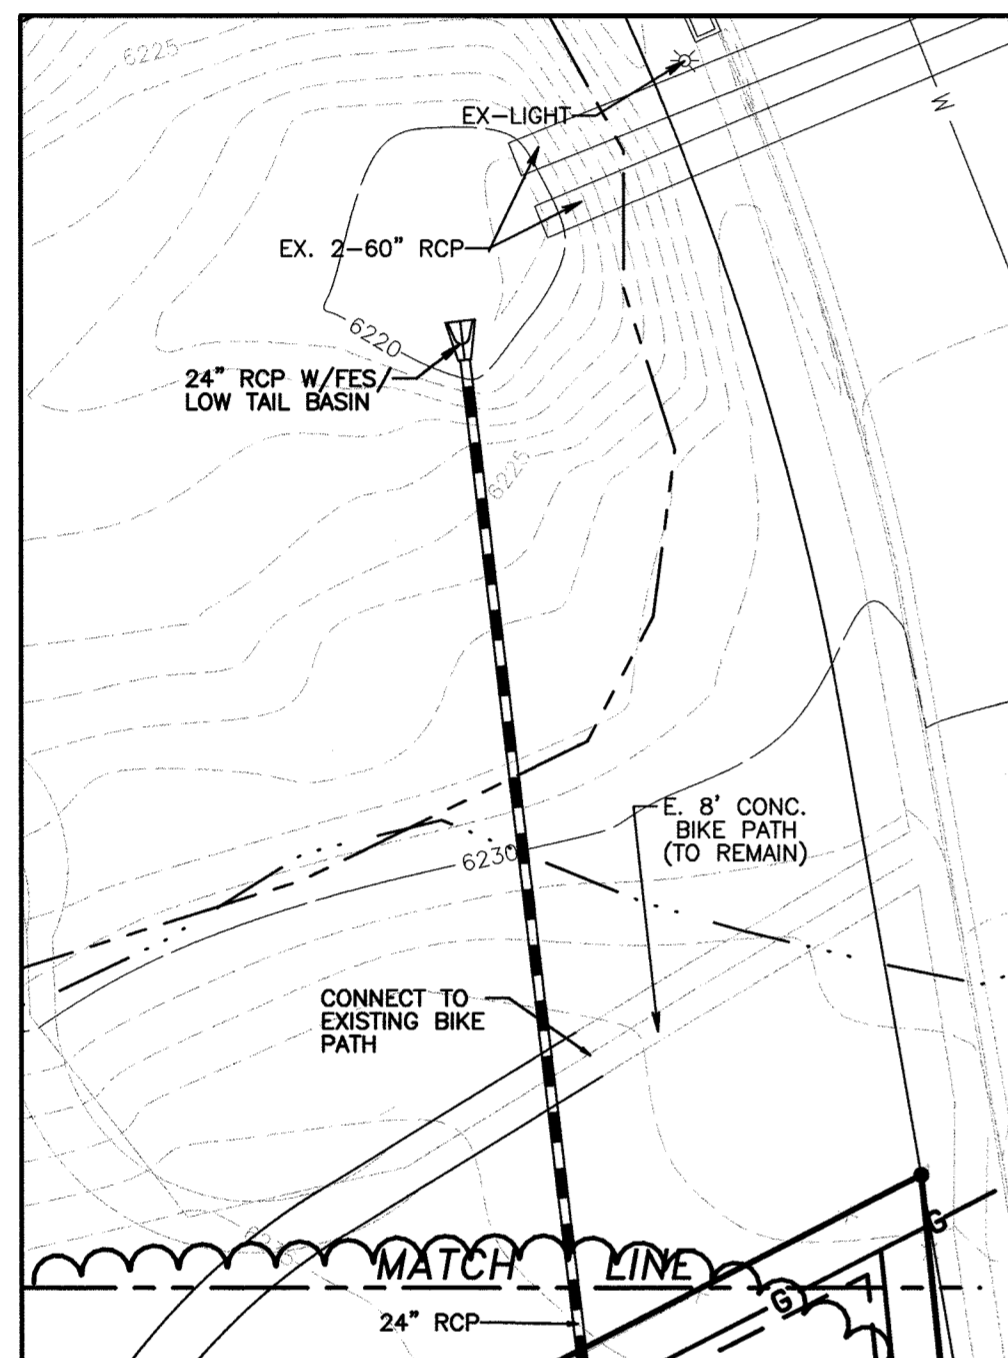 6225
EX-LIGHT
W
EX. 2-60" RCP
6220
24" RCP W/FES/
LOW TAIL BASIN
6225
E. 8' CONC.
BIKE PATH
(TO REMAIN)
6230
CONNECT TO
EXISTING BIKE
PATH
G
MATCH LINE
G
24" RCP